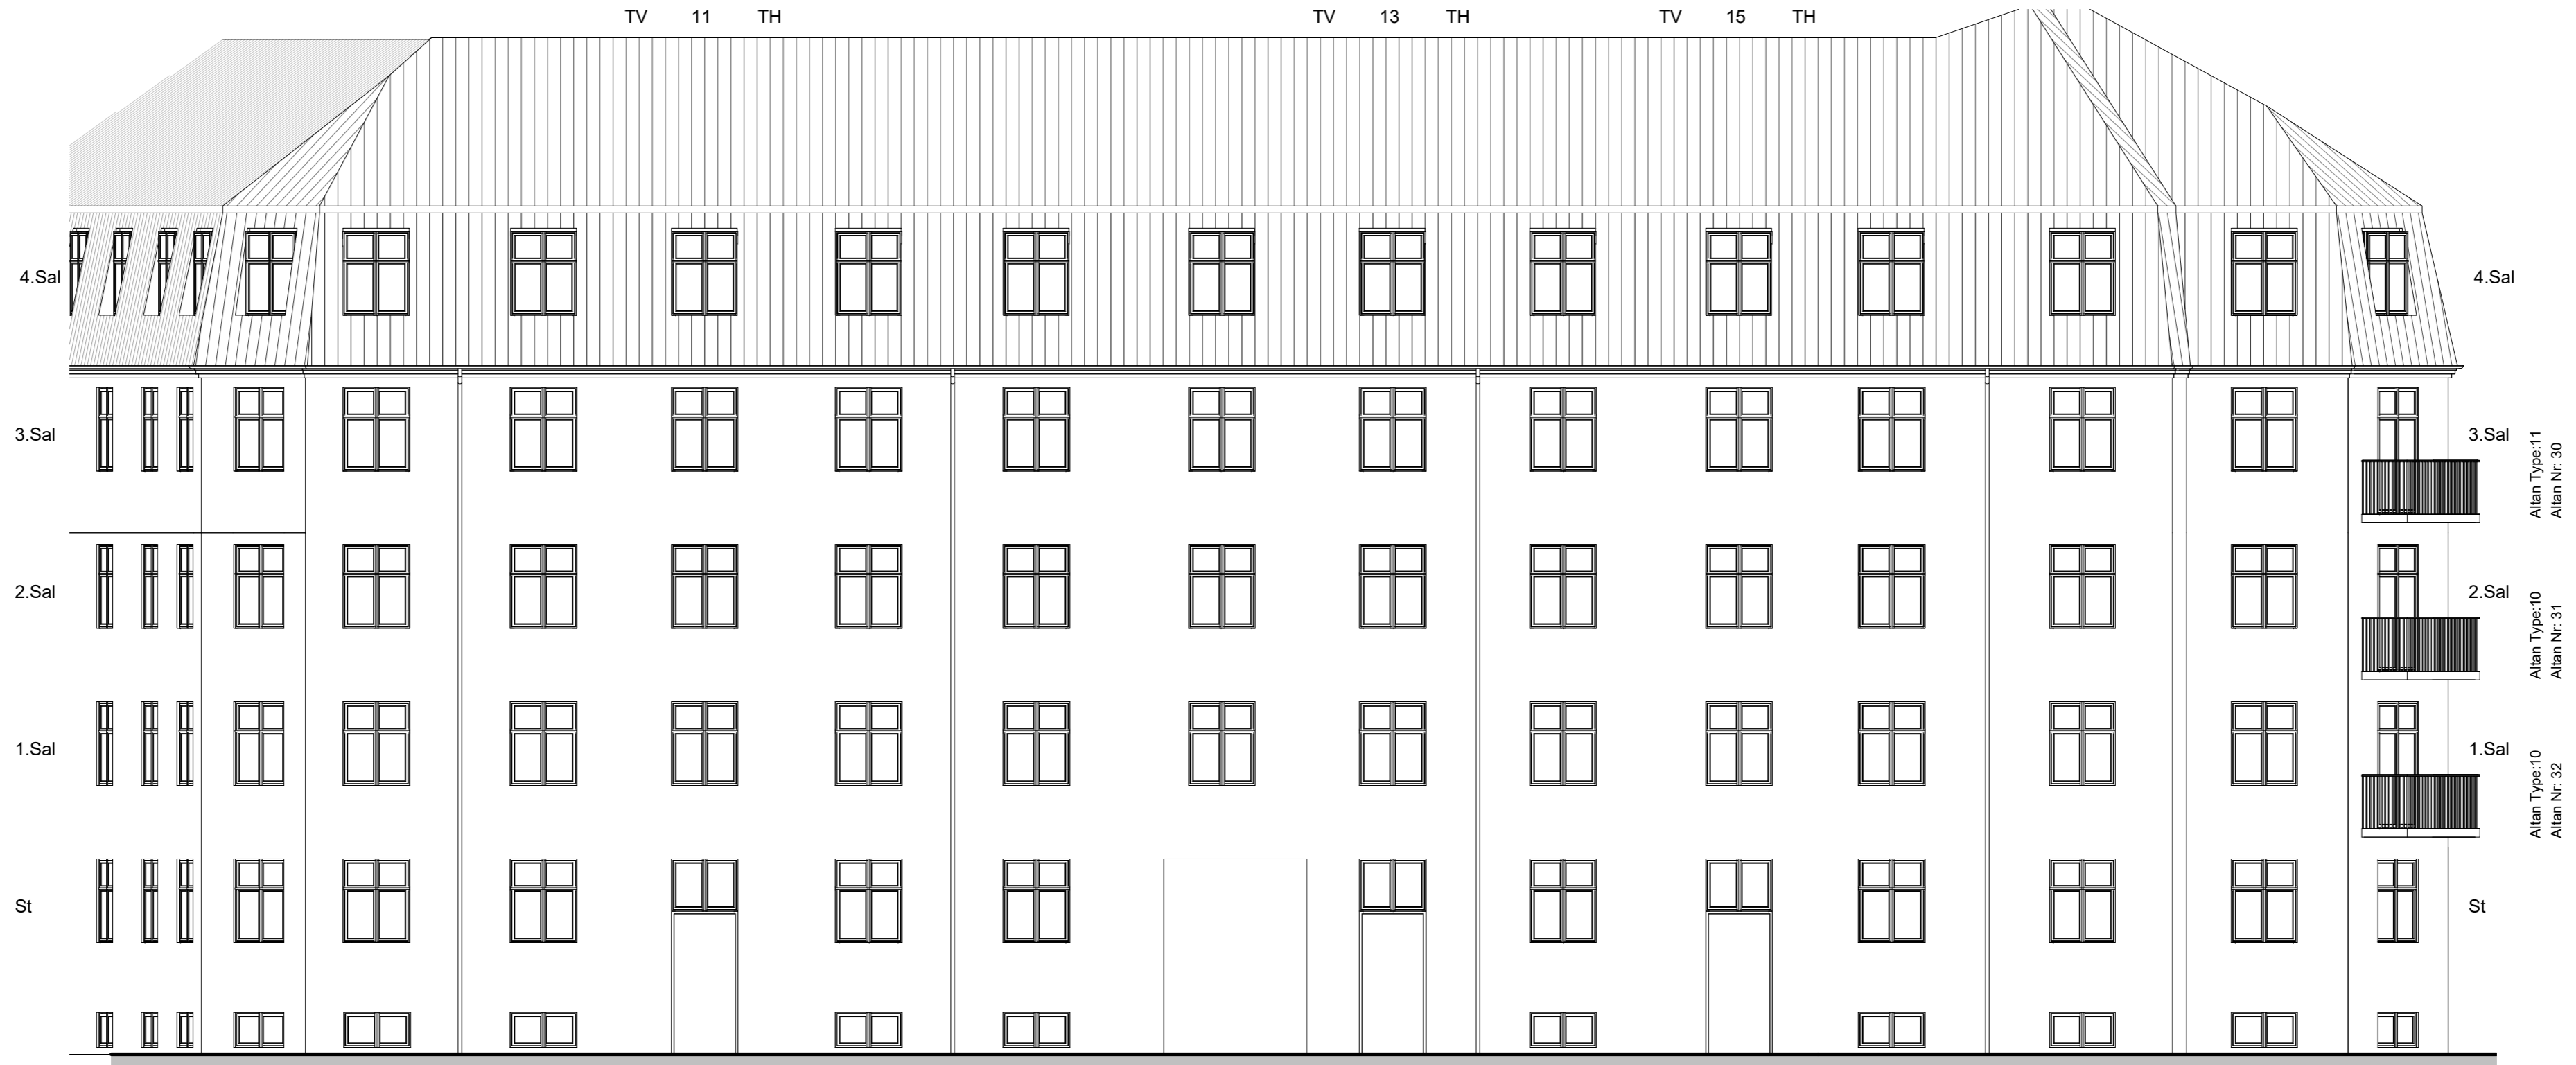 TV 11 TH TV 13 TH TV 15 TH
4.Sal 4.Sal
3.Sal 3.Sal
Altan Type:11
Altan Nr: 30
2.Sal 2.Sal
Altan Type:10
Altan Nr: 31
1.Sal 1.Sal
Altan Type:10
Altan Nr: 32
St St